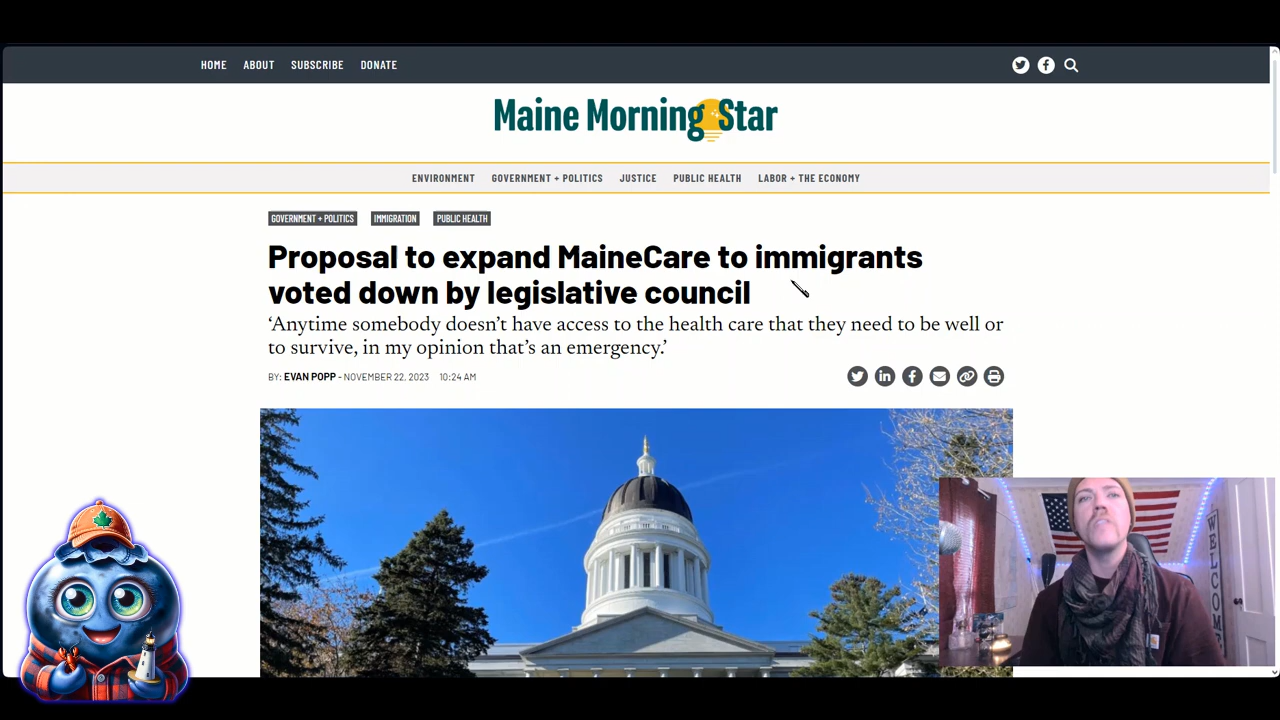 HOME ABOUT SUBSCRIBE DONATE
Maine Morning Star
ENVIRONMENT GOVERNMENT + POLITICS JUSTICE PUBLIC HEALTH LABOR + THE ECONOMY
GOVERNMENT + POLITICS IMMIGRATION PUBLIC HEALTH
Proposal to expand MaineCare to immigrants
voted down by legislative council
‘Anytime somebody doesn’t have access to the health care that they need to be well or
to survive, in my opinion that’s an emergency.’
BY: EVAN POPP - NOVEMBER 22, 2023 10:24 AM
WELCOME